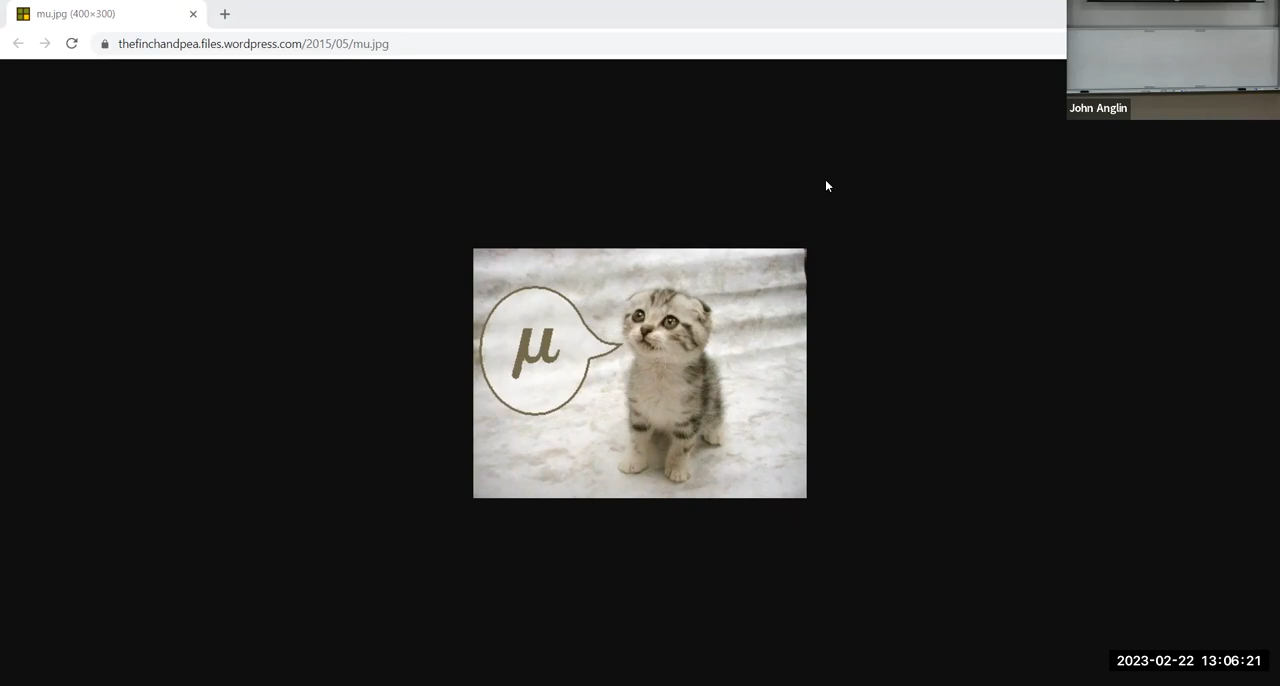 mu.jpg (400×300)
thefinchandpea.files.wordpress.com/2015/05/mu.jpg
John Anglin
μ
2023-02-22 13:06:21